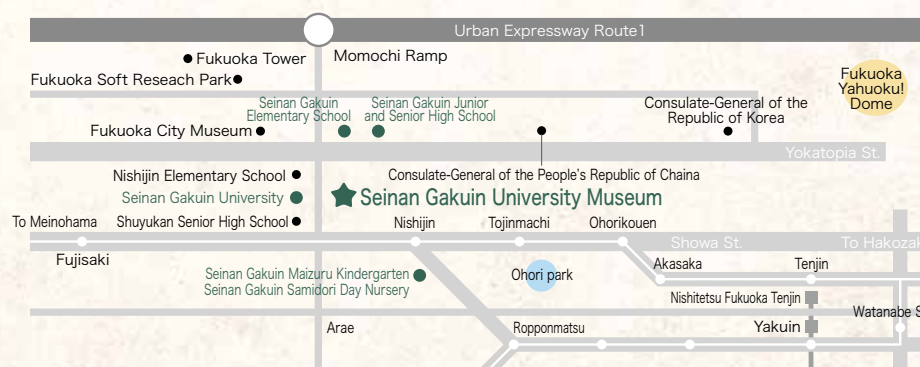 Urban Expressway Route1
Fukuoka Tower
Momochi Ramp
Fukuoka Soft Reseach Park
Fukuoka
Yahuoku!
Dome
Seinan Gakuin
Elementary School
Seinan Gakuin Junior
and Senior High School
Consulate-General of the
Republic of Korea
Fukuoka City Museum
Yokatopia St.
Nishijin Elementary School
Consulate-General of the People's Republic of Chaina
Seinan Gakuin University
Seinan Gakuin University Museum
To Meinohama
Shuyukan Senior High School
Nishijin
Tojinmachi
Ohorikouen
Showa St.
To Hakozak
Fujisaki
Akasaka
Tenjin
Seinan Gakuin Maizuru Kindergarten
Seinan Gakuin Samidori Day Nursery
Ohori park
Nishitetsu Fukuoka Tenjin
Watanabe S
Arae
Ropponmatsu
Yakuin